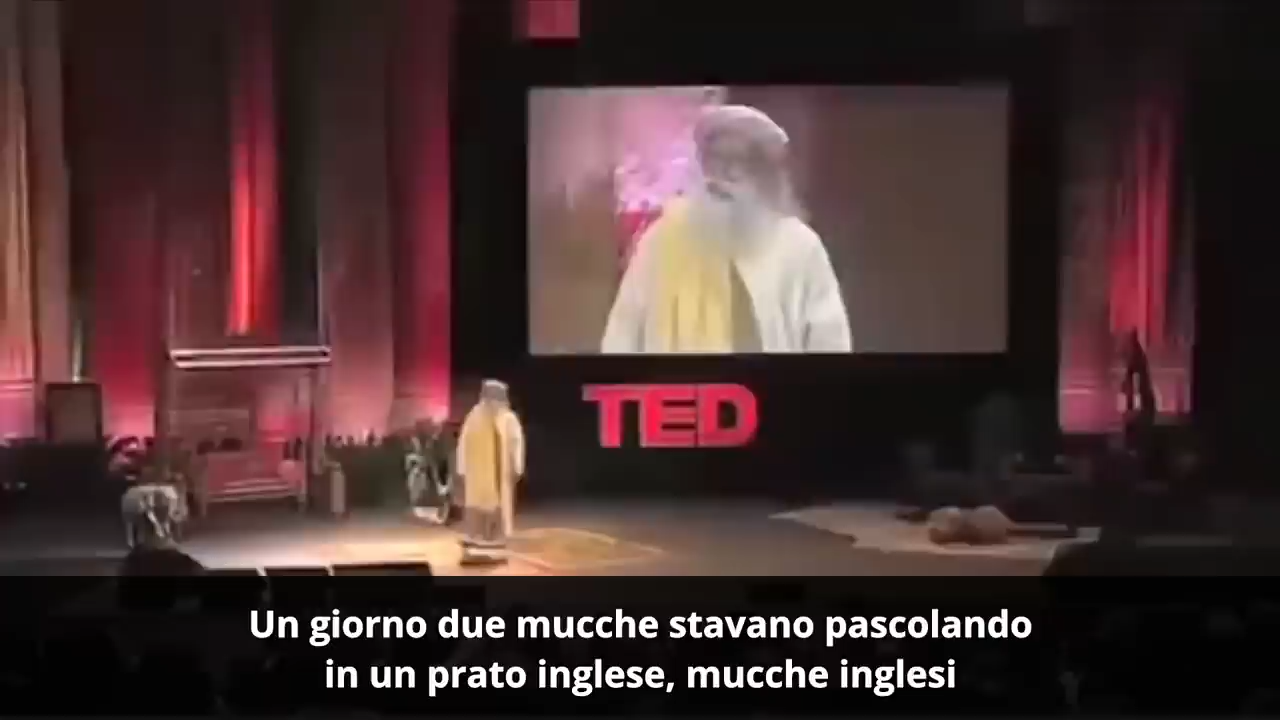 TED
Un giorno due mucche stavano pascolando
in un prato inglese, mucche inglesi